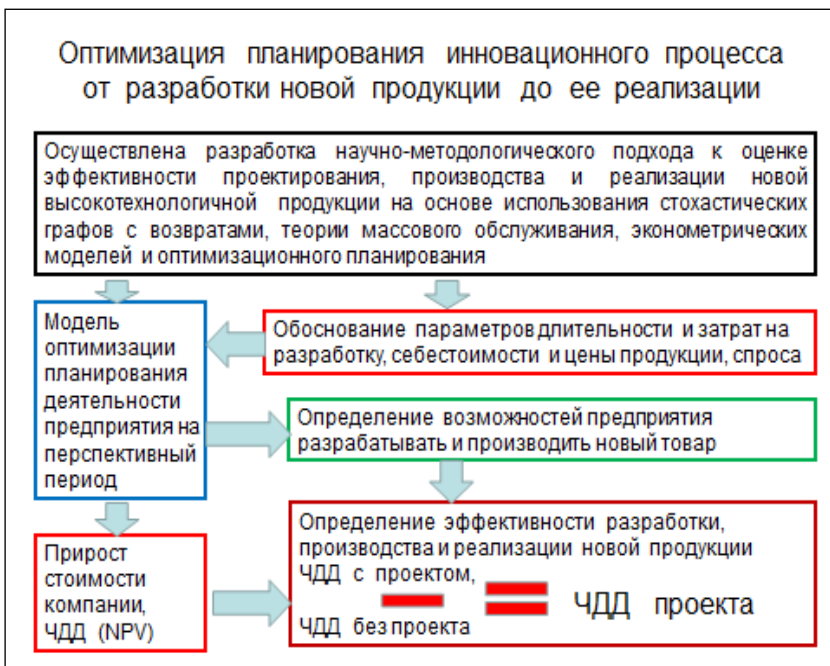 Оптимизация планирования инновационного процесса
от разработки новой продукции до ее реализации
Осуществлена разработка научно-методологического подхода к оценке
эффективности проектирования, производства и реализации новой
высокотехнологичной продукции на основе использования стохастических
графов с возвратами, теории массового обслуживания, эконометрических
моделей и оптимизационного планирования
Модель
оптимизации
планирования
деятельности
предприятия на
перспективный
период
Обоснование параметров длительности и затрат на
разработку, себестоимости и цены продукции, спроса
Определение возможностей предприятия
разрабатывать и производить новый товар
Прирост
стоимости
компании,
ЧДД (NPV)
Определение эффективности разработки,
производства и реализации новой продукции
ЧДД с проектом,
ЧДД проекта
ЧДД без проекта